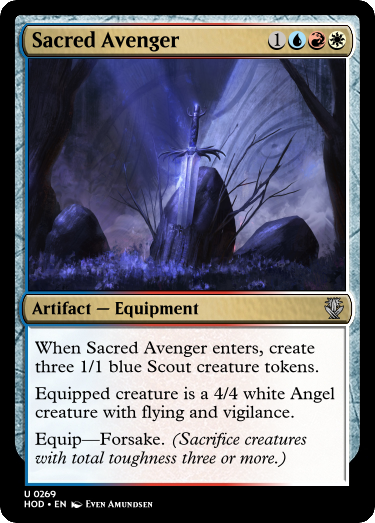 Sacred Avenger 1
Artifact — Equipment
When Sacred Avenger enters, create
three 1/1 blue Scout creature tokens.
Equipped creature is a 4/4 white Angel
creature with flying and vigilance.
Equip—Forsake. (Sacrifice creatures
with total toughness three or more.)
U 0269
HOD • EN Even Amundsen